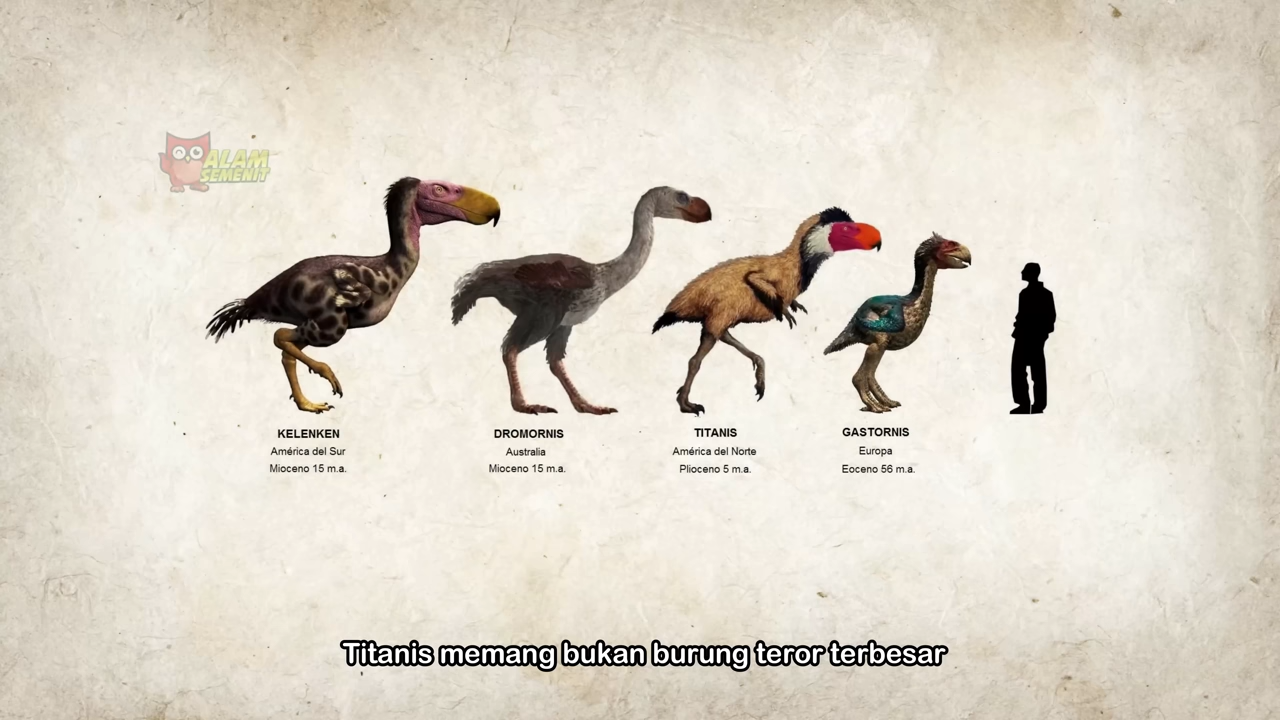 ALAM
SEMENIT
KELENKEN
América del Sur
Mioceno 15 m.a.
DROMORNIS
Australia
Mioceno 15 m.a.
TITANIS
América del Norte
Plioceno 5 m.a.
GASTORNIS
Europa
Eoceno 56 m.a.
Titanis memang bukan burung teror terbesar